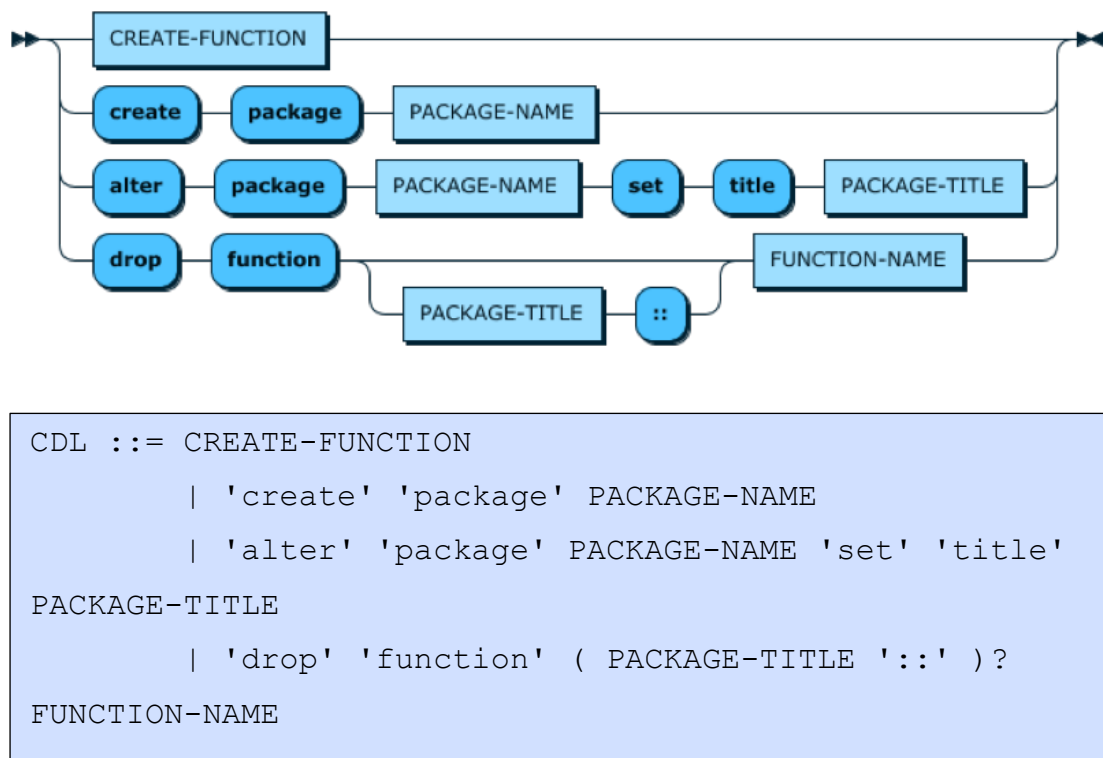 CREATE-FUNCTION
create package PACKAGE-NAME
alter package PACKAGE-NAME set title PACKAGE-TITLE
drop function FUNCTION-NAME
PACKAGE-TITLE ::
CDL ::= CREATE-FUNCTION
| 'create' 'package' PACKAGE-NAME
| 'alter' 'package' PACKAGE-NAME 'set' 'title'
PACKAGE-TITLE
| 'drop' 'function' ( PACKAGE-TITLE '::' )?
FUNCTION-NAME